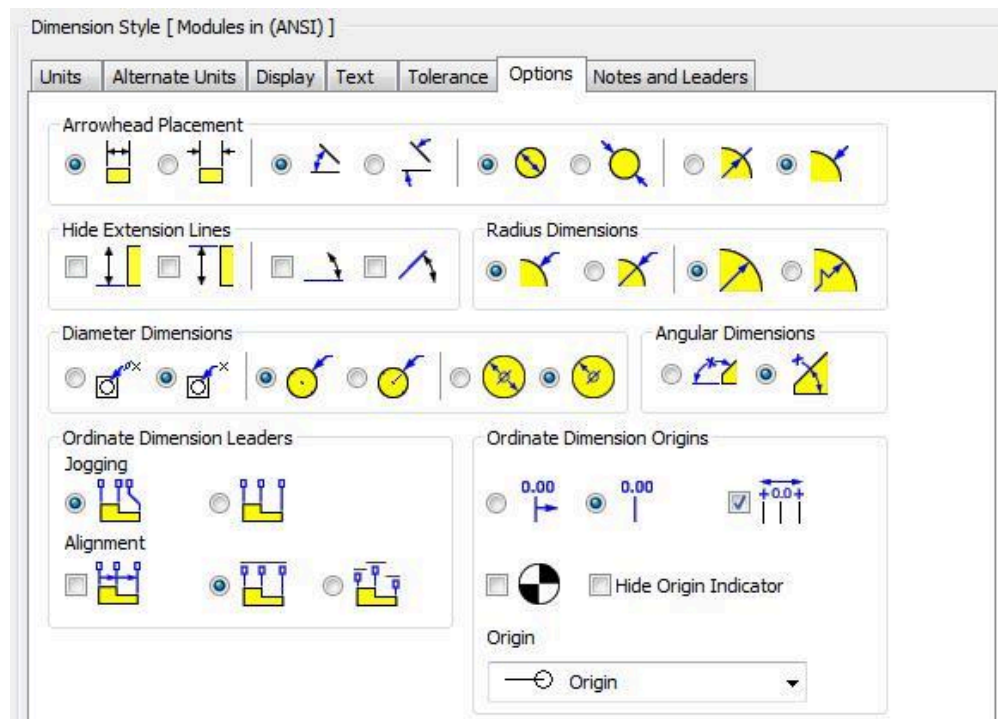 Dimension Style [ Modules in (ANSI) ]
Units Alternate Units Display Text Tolerance Options Notes and Leaders
Arrowhead Placement
Hide Extension Lines
Radius Dimensions
Diameter Dimensions
Angular Dimensions
Ordinate Dimension Leaders
Jogging
Alignment
Ordinate Dimension Origins
0.00 0.00 +0.0+
Hide Origin Indicator
Origin
Origin